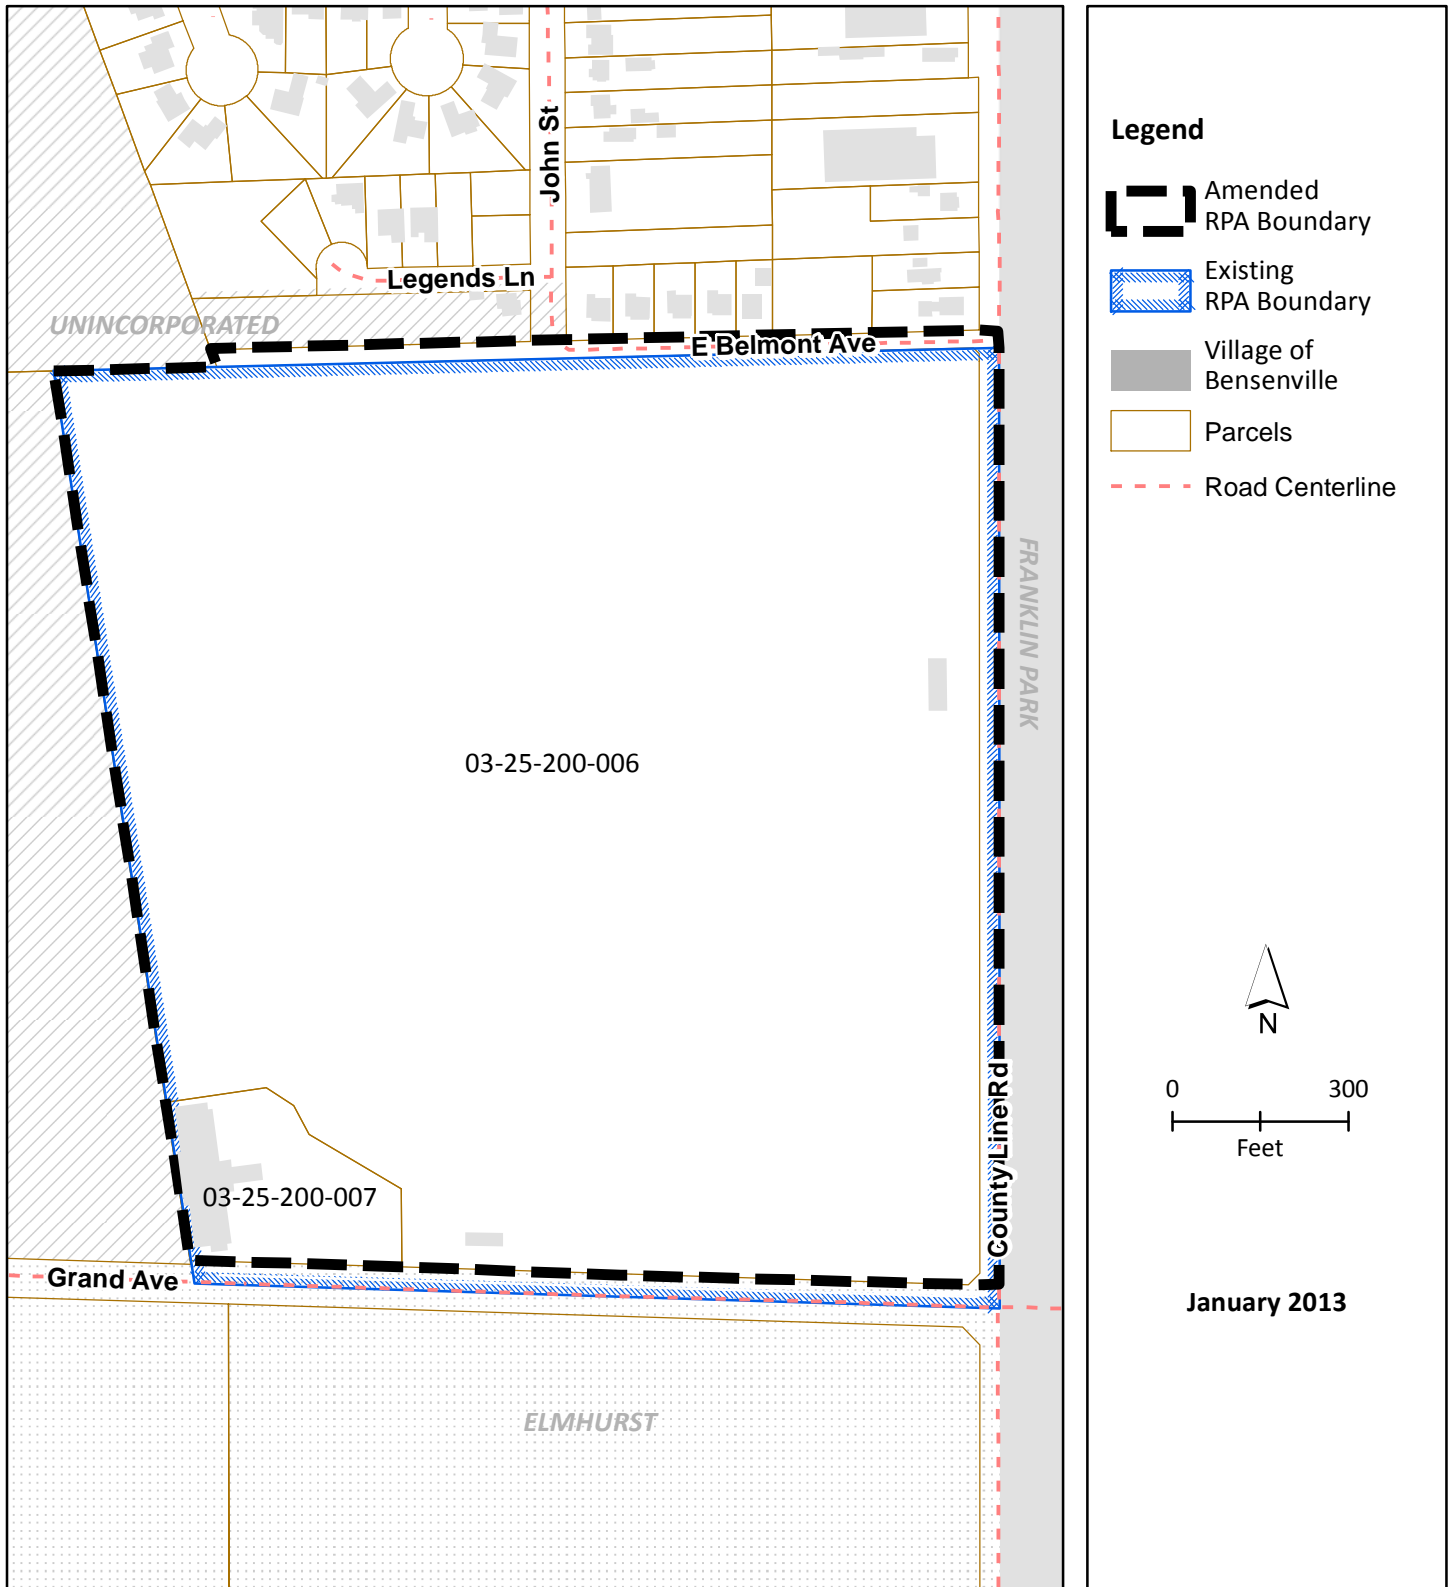 John St
Legends Ln
UNINCORPORATED
E Belmont Ave
FRANKLIN PARK
03-25-200-006
County Line Rd
03-25-200-007
Grand Ave
ELMHURST
Legend
Amended
RPA Boundary
Existing
RPA Boundary
Village of
Bensenville
Parcels
Road Centerline
N
0 300
Feet
January 2013